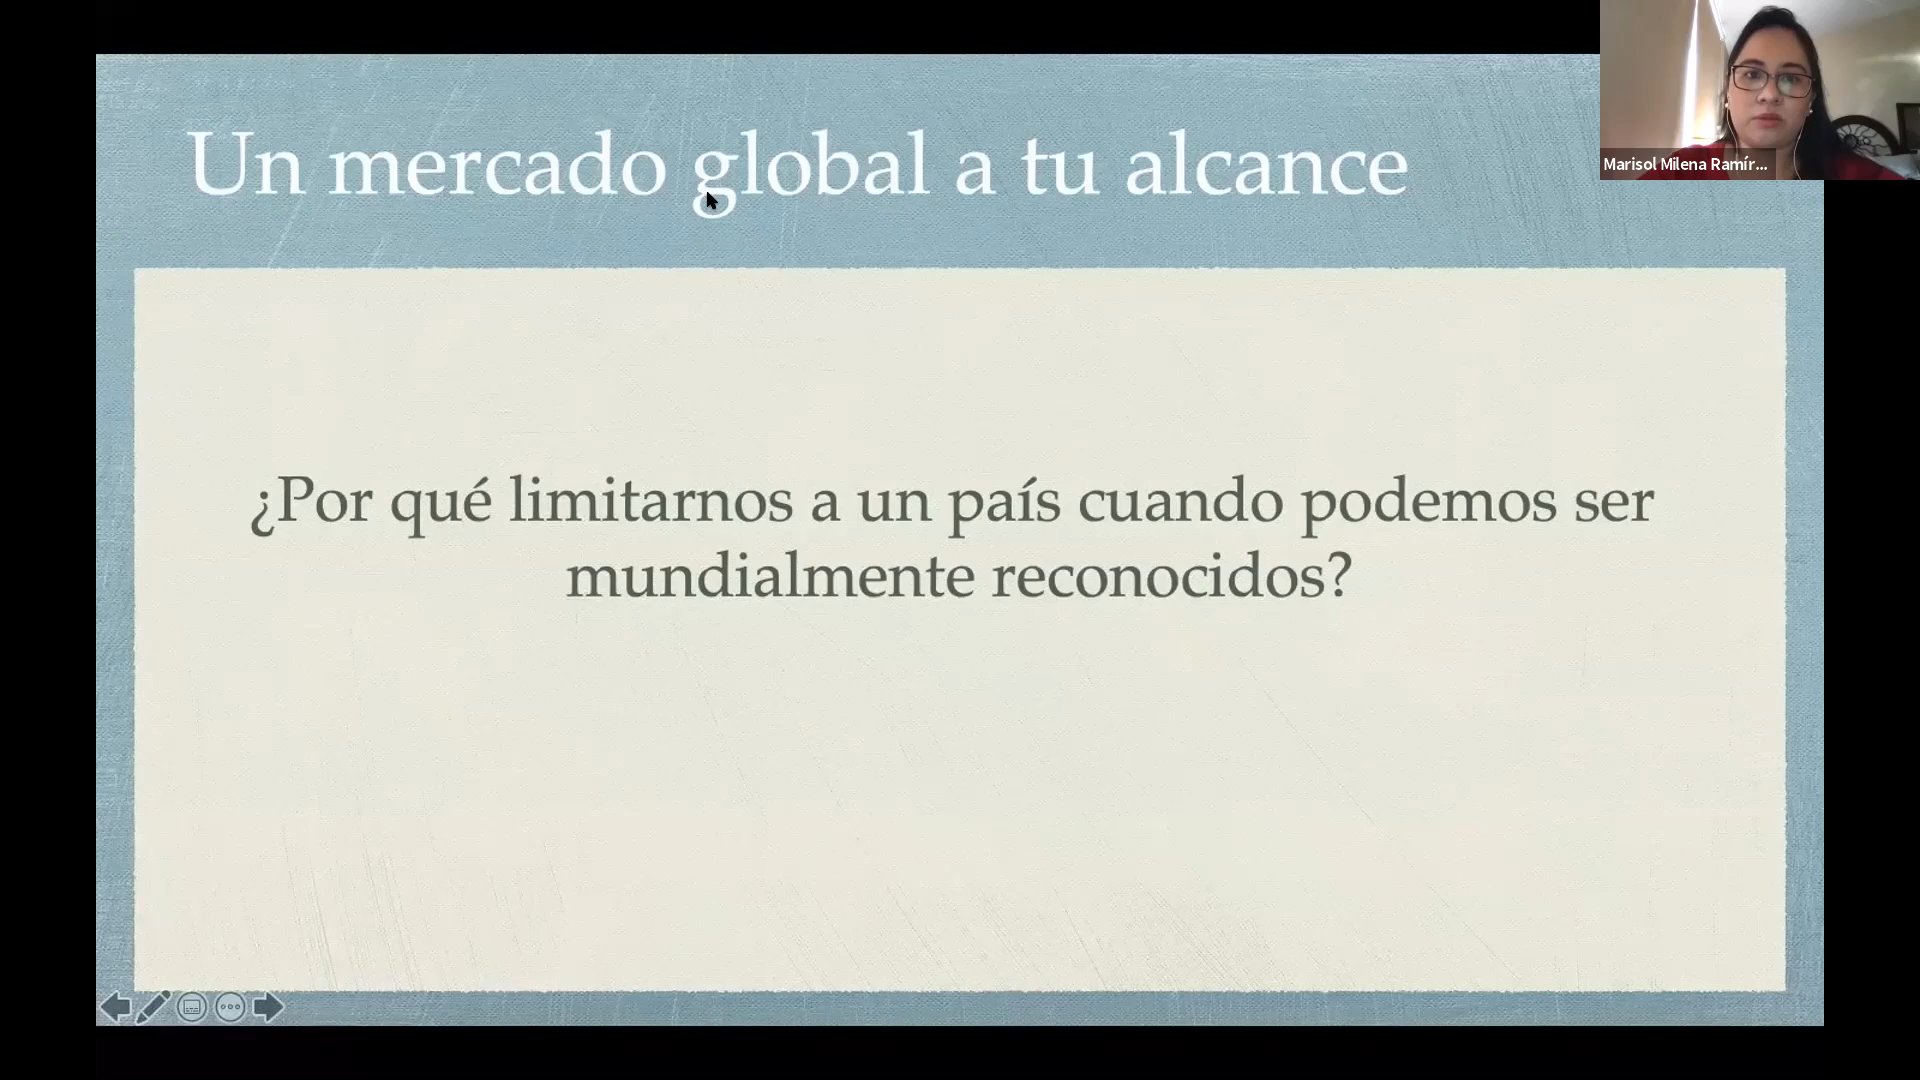 Un mercado global a tu alcance
¿Por qué limitarnos a un país cuando podemos ser
mundialmente reconocidos?
Marisol Milena Ramír...